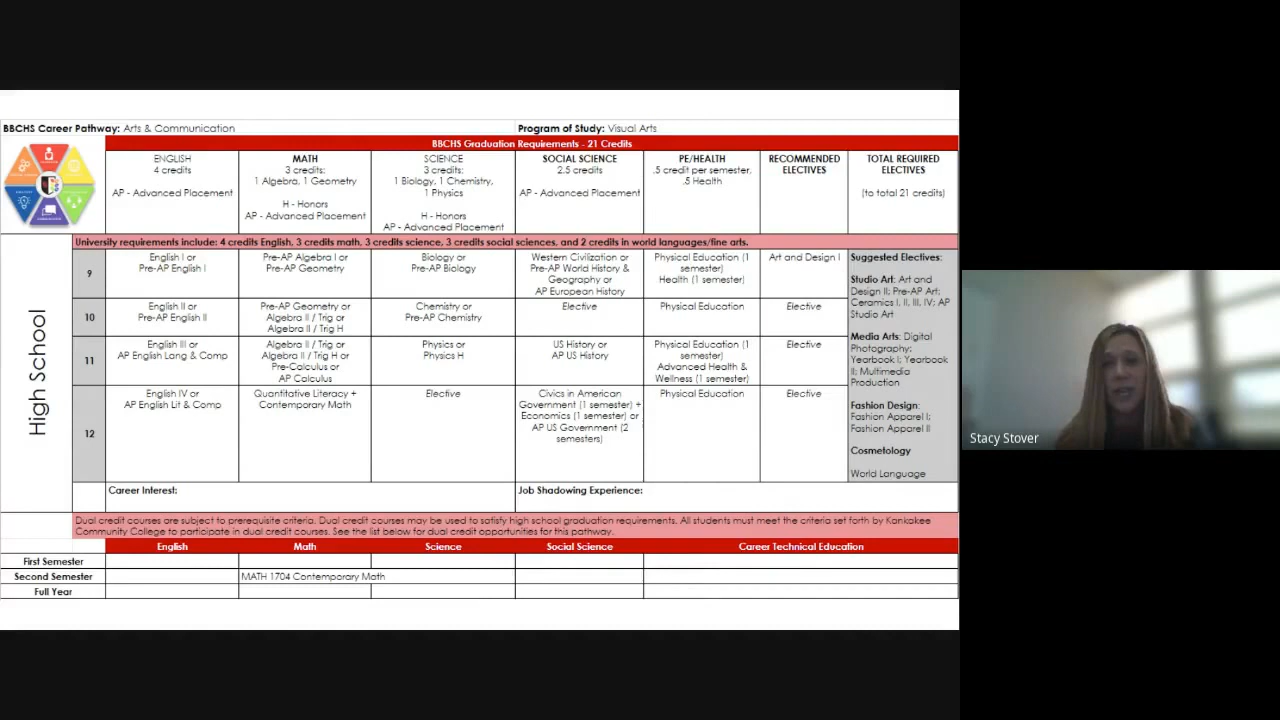 BBCHS Career Pathway: Arts & Communication
Program of Study: Visual Arts
BBCHS Graduation Requirements - 21 Credits
ENGLISH
4 credits
AP - Advanced Placement
MATH
3 credits:
1 Algebra, 1 Geometry
H - Honors
AP - Advanced Placement
SCIENCE
3 credits:
1 Biology, 1 Chemistry,
1 Physics
H - Honors
AP - Advanced Placement
SOCIAL SCIENCE
2.5 credits
AP - Advanced Placement
PE/HEALTH
.5 credit per semester,
.5 Health
RECOMMENDED
ELECTIVES
TOTAL REQUIRED
ELECTIVES
(to total 21 credits)
High School
University requirements include: 4 credits English, 3 credits math, 3 credits science, 3 credits social sciences, and 2 credits in world languages/fine arts.
9
English I or
Pre-AP English I
Pre-AP Algebra I or
Pre-AP Geometry
Biology or
Pre-AP Biology
Western Civilization or
Pre-AP World History &
Geography or
AP European History
Physical Education (1
semester)
Health (1 semester)
Art and Design I
10
English II or
Pre-AP English II
Pre-AP Geometry or
Algebra II / Trig or
Algebra II / Trig H
Chemistry or
Pre-AP Chemistry
Elective
Physical Education
Elective
11
English III or
AP English Lang & Comp
Algebra II / Trig or
Algebra II / Trig H or
Pre-Calculus or
AP Calculus
Physics or
Physics H
US History or
AP US History
Physical Education (1
semester)
Advanced Health &
Wellness (1 semester)
Elective
12
English IV or
AP English Lit & Comp
Quantitative Literacy +
Contemporary Math
Elective
Civics in American
Government (1 semester) +
Economics (1 semester) or
AP US Government (2
semesters)
Physical Education
Elective
Suggested Electives:
Studio Art: Art and
Design II; Pre-AP Art;
Ceramics I, II, III, IV; AP
Studio Art
Media Arts: Digital
Photography;
Yearbook I; Yearbook
II; Multimedia
Production
Fashion Design:
Fashion Apparel I;
Fashion Apparel II
Cosmetology
World Language
Career Interest:
Job Shadowing Experience:
Dual credit courses are subject to prerequisite criteria. Dual credit courses may be used to satisfy high school graduation requirements. All students must meet the criteria set forth by Kankakee
Community College to participate in dual credit courses. See the list below for dual credit opportunities for this pathway.
English
Math
Science
Social Science
Career Technical Education
First Semester
Second Semester
MATH 1704 Contemporary Math
Full Year
Stacy Stover